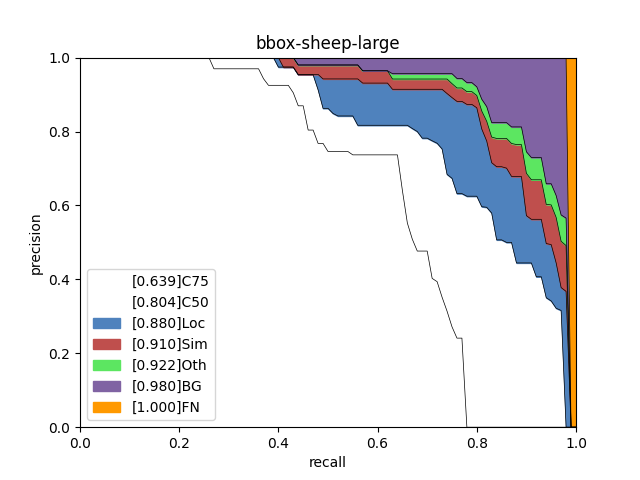 bbox-sheep-large
1.0
0.8
0.6
0.4
0.2
0.0
precision
[0.639]C75
[0.804]C50
[0.880]Loc
[0.910]Sim
[0.922]Oth
[0.980]BG
[1.000]FN
0.0 0.2 0.4 0.6 0.8 1.0
recall